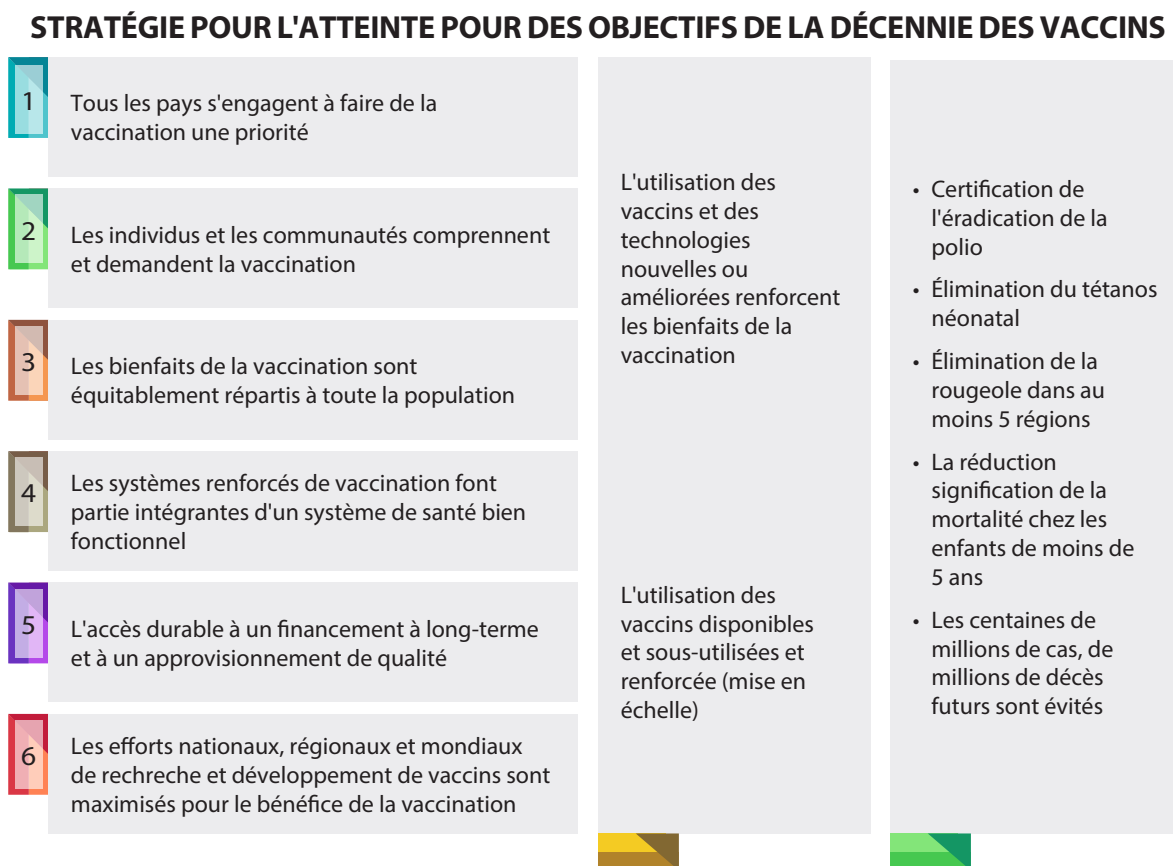 STRATÉGIE POUR L'ATTEINTE POUR DES OBJECTIFS DE LA DÉCENNIE DES VACCINS
1
Tous les pays s'engagent à faire de la
vaccination une priorité
2
Les individus et les communautés comprennent
et demandent la vaccination
3
Les bienfaits de la vaccination sont
équitablement répartis à toute la population
4
Les systèmes renforcés de vaccination font
partie intégrantes d'un système de santé bien
fonctionnel
5
L'accès durable à un financement à long-terme
et à un approvisionnement de qualité
6
Les efforts nationaux, régionaux et mondiaux
de rechreche et développement de vaccins sont
maximisés pour le bénéfice de la vaccination
L'utilisation des
vaccins et des
technologies
nouvelles ou
améliorées renforcent
les bienfaits de la
vaccination
L'utilisation des
vaccins disponibles
et sous-utilisées et
renforcée (mise en
échelle)
• Certification de
l'éradication de la
polio
• Élimination du tétanos
néonatal
• Élimination de la
rougeole dans au
moins 5 régions
• La réduction
signification de la
mortalité chez les
enfants de moins de
5 ans
• Les centaines de
millions de cas, de
millions de décès
futurs sont évités